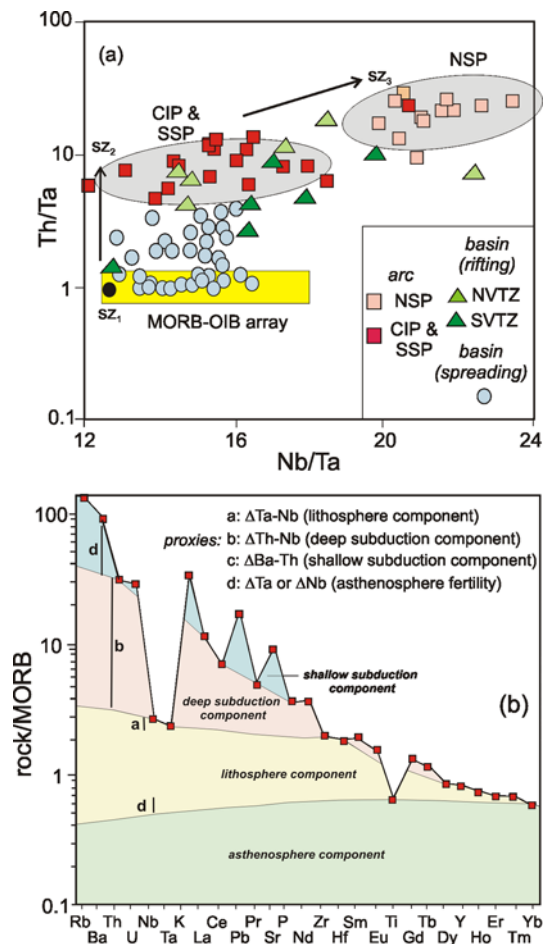 100
(a)
NSP
SZ3
CIP &
SSP
SZ2
10
Th/Ta
arc
NSP
CIP &
SSP
basin
(rifting)
NVTZ
SVTZ
basin
(spreading)
1
SZ1
MORB-OIB array
0.1
12
16
20
24
Nb/Ta
100
a: ΔTa-Nb (lithosphere component)
proxies: b: ΔTh-Nb (deep subduction component)
c: ΔBa-Th (shallow subduction component)
d: ΔTa or ΔNb (asthenosphere fertility)
d
b
10
shallow subduction
component
(b)
deep subduction
component
a
rock/MORB
1
lithosphere component
d
asthenosphere component
0.1
Rb Th Nb K Ce Pr P Zr Sm Ti Tb Y Er Yb
Ba U Ta La Pb Sr Nd Hf Eu Gd Dy Ho Tm